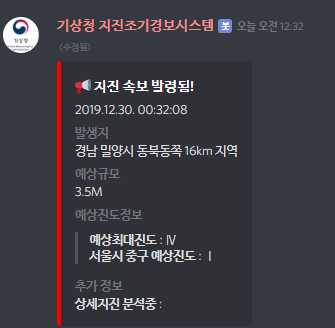 기상청 지진조기경보시스템 봇 오늘 오전 12:32
(수정됨)
기상청
📢 지진 속보 발령됨!
2019.12.30. 00:32:08
발생지
경남 밀양시 동북동쪽 16km 지역
예상규모
3.5M
예상진도정보
예상최대진도 : Ⅳ
서울시 중구 예상진도 : Ⅰ
추가 정보
상세지진 분석중 :